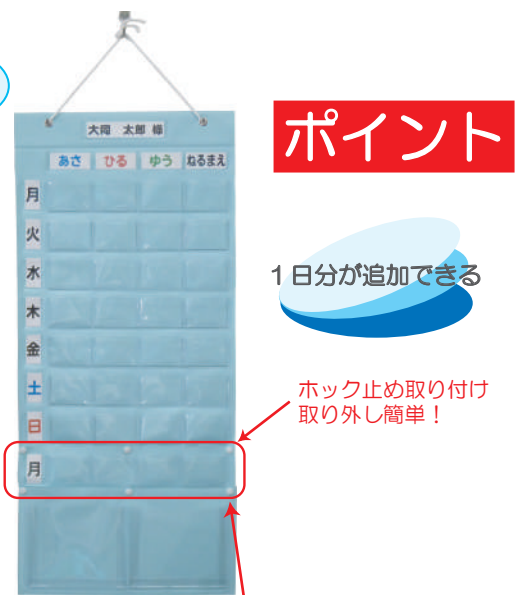 大岡 太郎 様
あさ ひる ゆう ねるまえ
月
火
水
木
金
土
日
月
ポイント
1日分が追加できる
ホック止め取り付け
取り外し簡単！